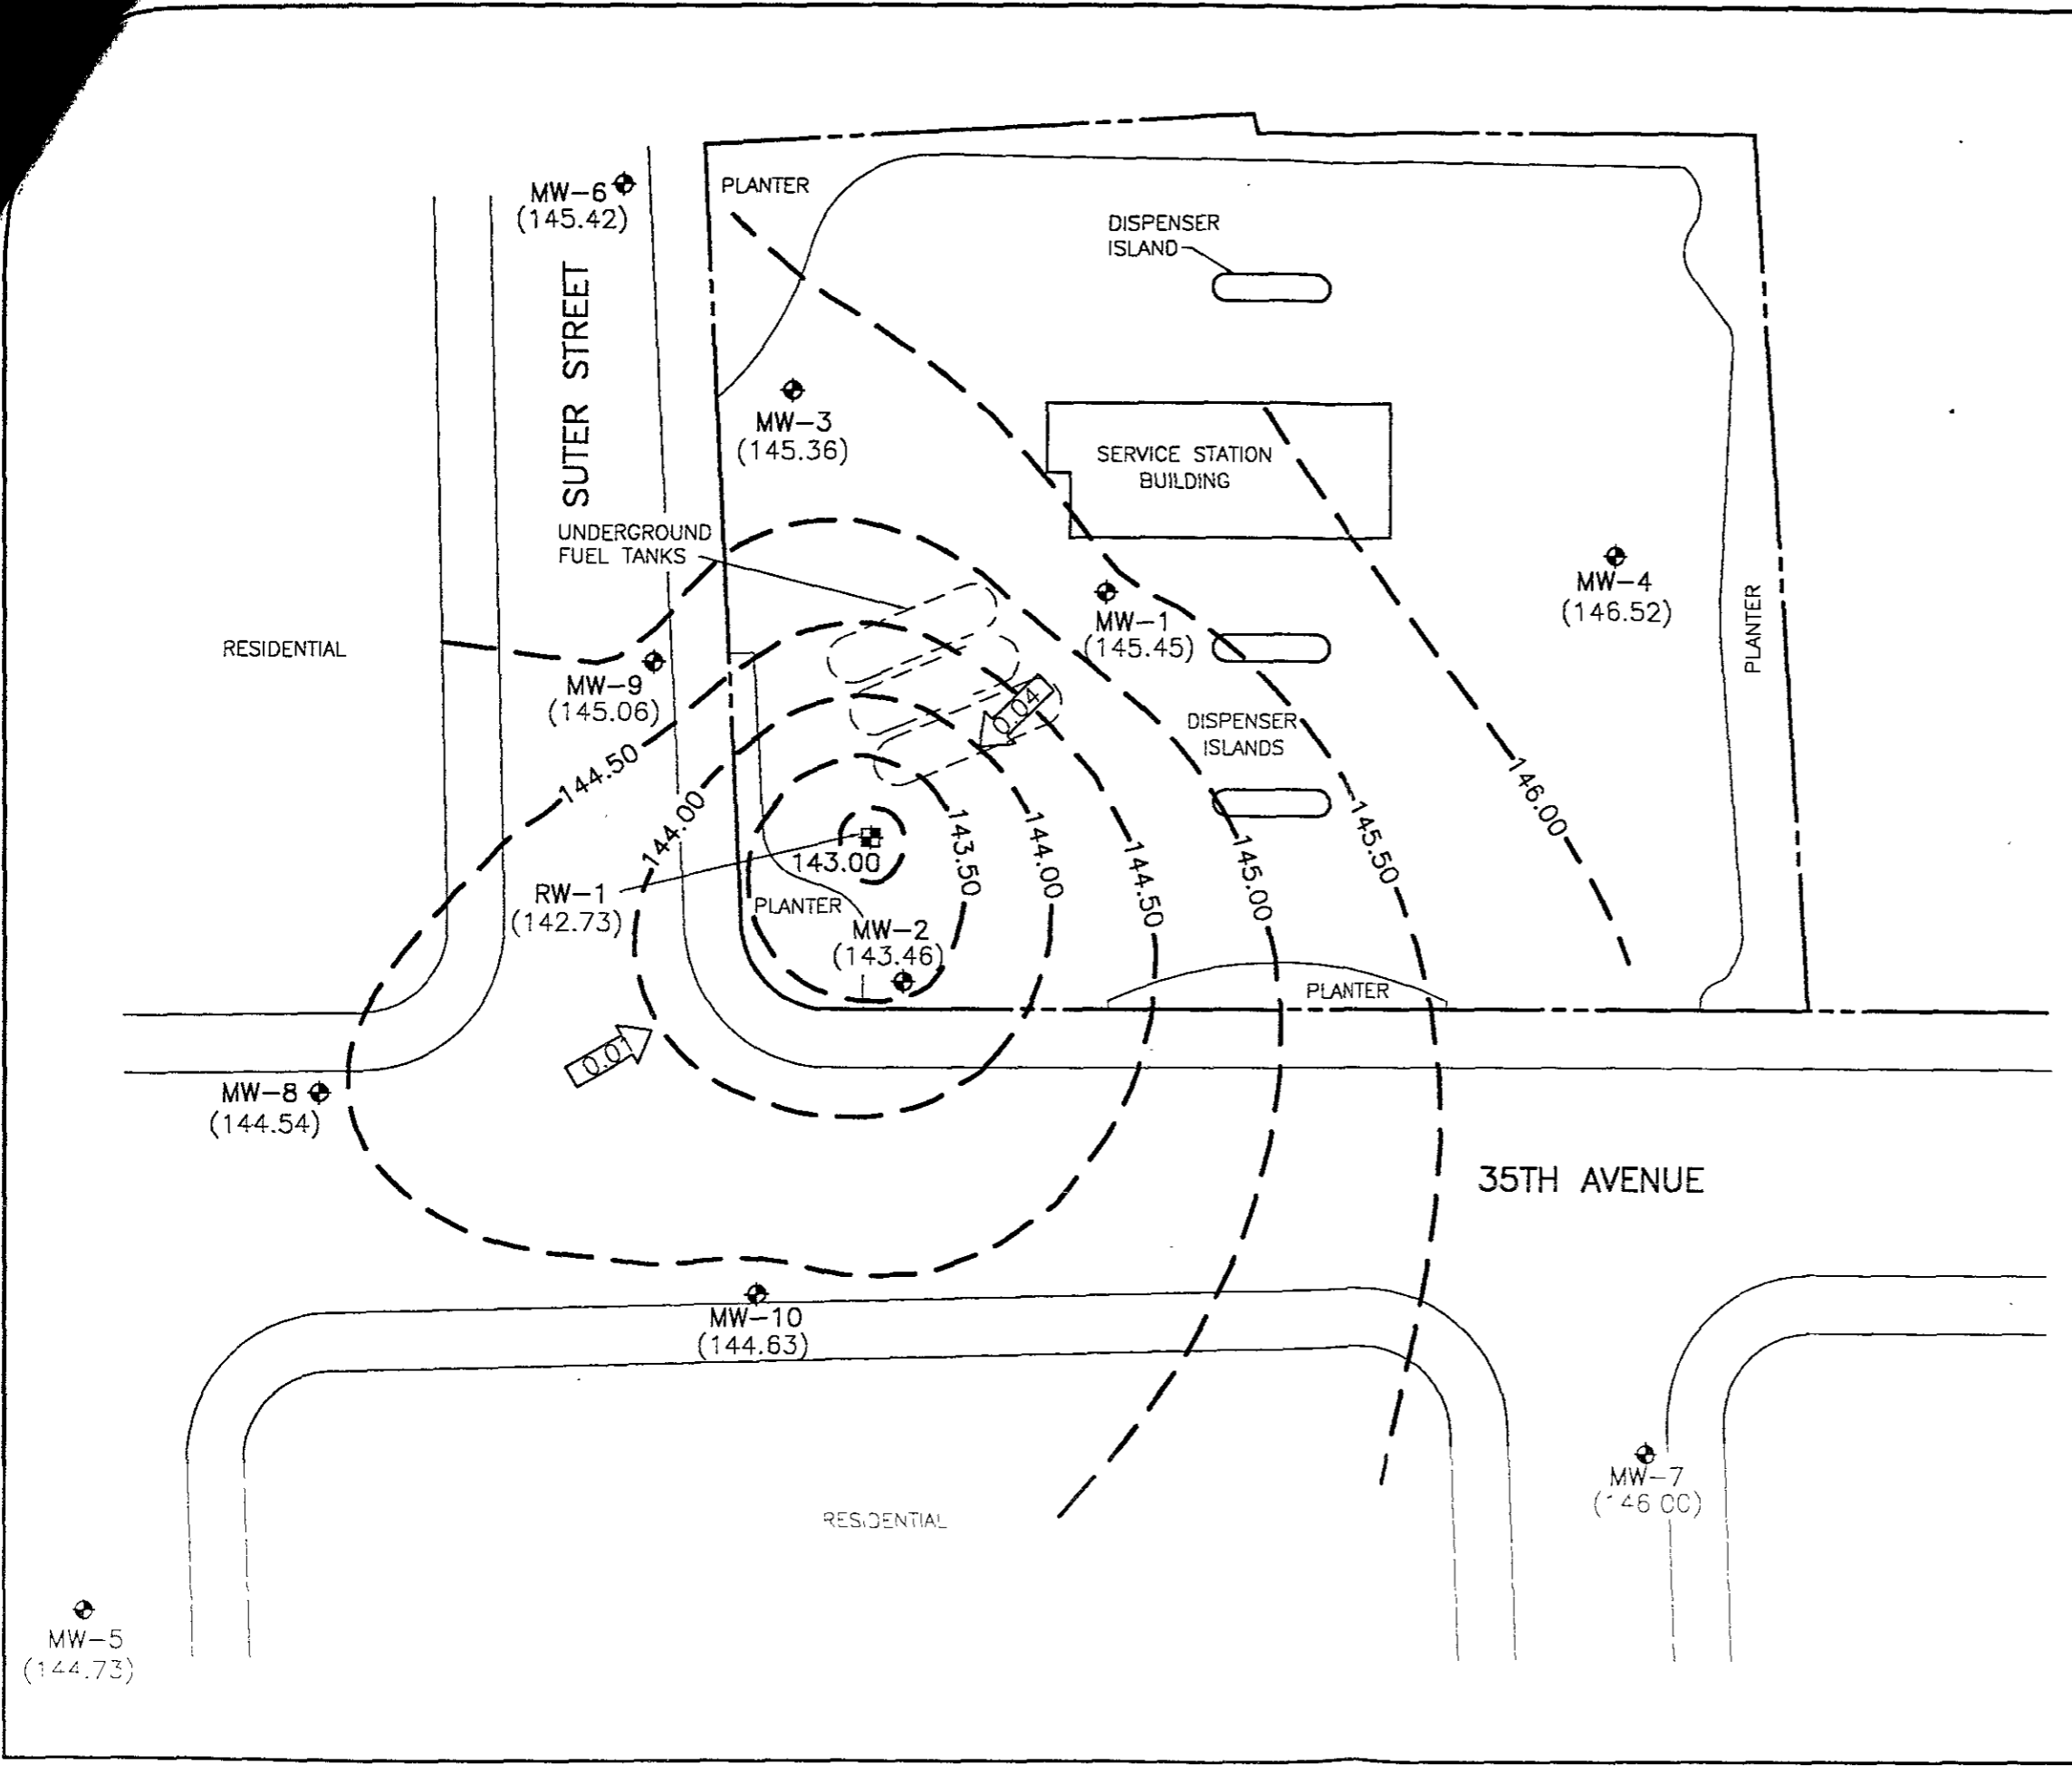 PLANTER
MW-6
(145.42)
DISPENSER
ISLAND
SUTER STREET
MW-3
(145.36)
SERVICE STATION
BUILDING
UNDERGROUND
FUEL TANKS
MW-4
(146.52)
PLANTER
MW-1
(145.45)
RESIDENTIAL
MW-9
(145.06)
0.04
DISPENSER
ISLANDS
144.50
144.00
143.00
143.50
144.00
144.50
145.00
145.50
146.00
RW-1
(142.73)
PLANTER
MW-2
(143.46)
PLANTER
0.01
MW-8
(144.54)
35TH AVENUE
MW-10
(144.63)
MW-7
(146 00)
RESIDENTIAL
MW-5
(144.73)